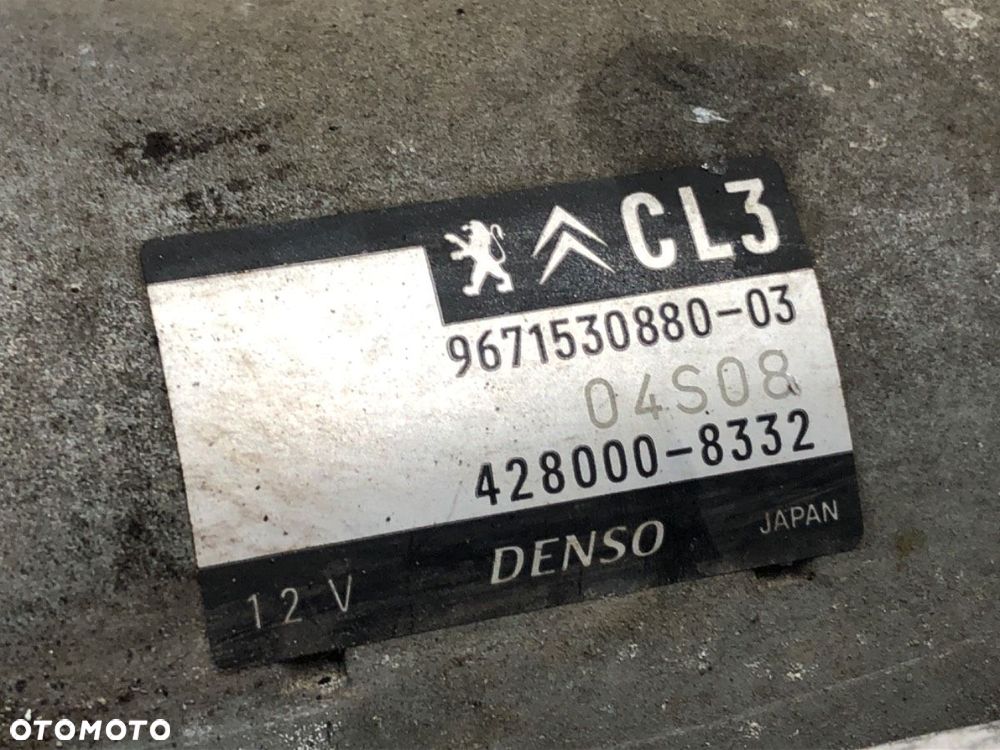 CL3
9671530880-03
04S08
428000-8332
12 V DENSO JAPAN
OTOMOTO